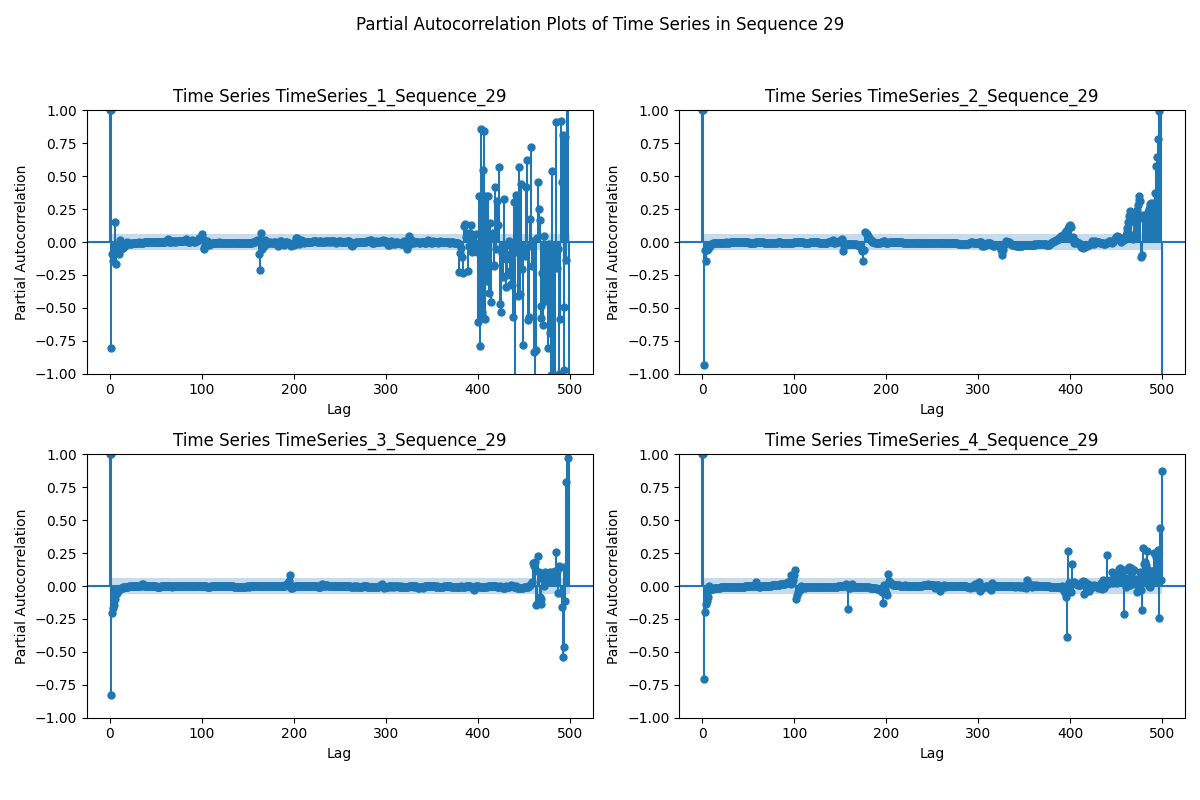 Partial Autocorrelation Plots of Time Series in Sequence 29
Time Series TimeSeries_1_Sequence_29
1.00
0.75
0.50
0.25
0.00
−0.25
−0.50
−0.75
−1.00
Partial Autocorrelation
0 100 200 300 400 500
Lag
Time Series TimeSeries_2_Sequence_29
1.00
0.75
0.50
0.25
0.00
−0.25
−0.50
−0.75
−1.00
Partial Autocorrelation
0 100 200 300 400 500
Lag
Time Series TimeSeries_3_Sequence_29
1.00
0.75
0.50
0.25
0.00
−0.25
−0.50
−0.75
−1.00
Partial Autocorrelation
0 100 200 300 400 500
Lag
Time Series TimeSeries_4_Sequence_29
1.00
0.75
0.50
0.25
0.00
−0.25
−0.50
−0.75
−1.00
Partial Autocorrelation
0 100 200 300 400 500
Lag